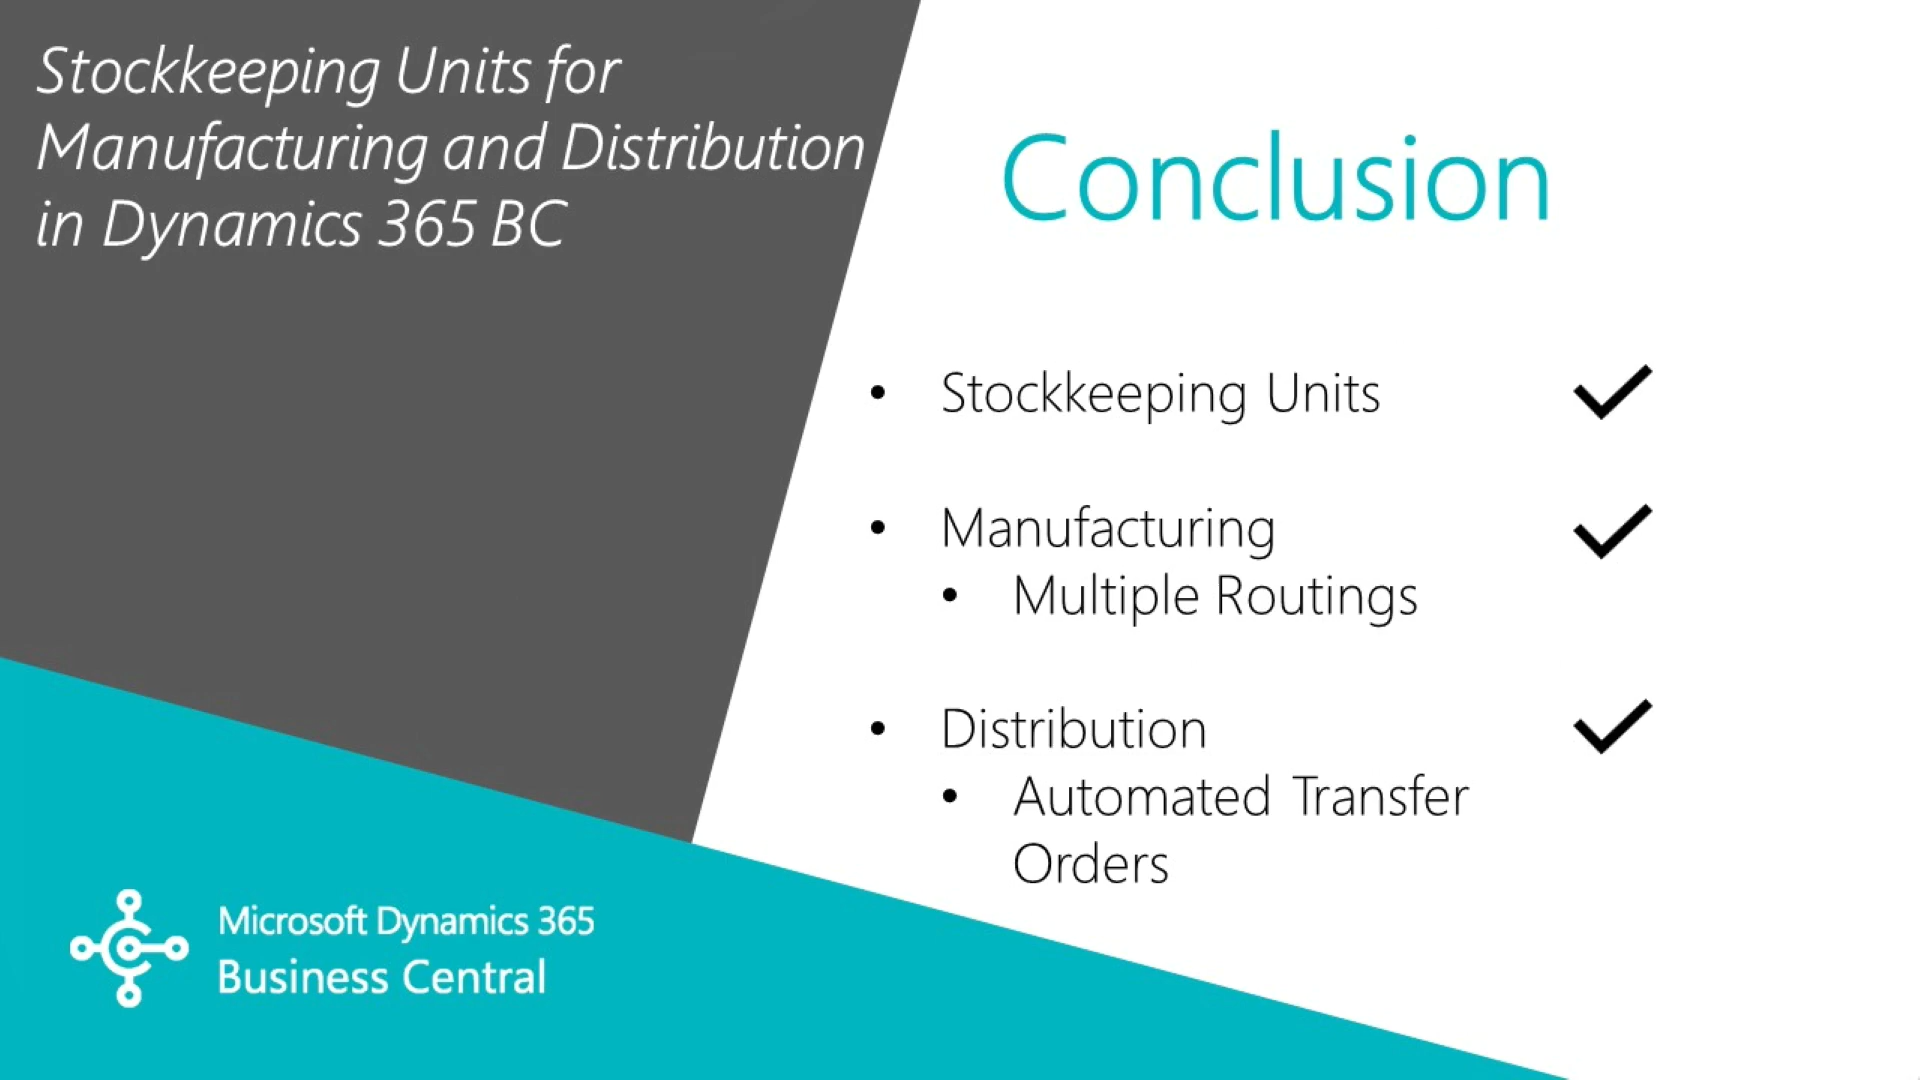 Stockkeeping Units for
Manufacturing and Distribution
in Dynamics 365 BC
Conclusion
• Stockkeeping Units
• Manufacturing
• Multiple Routings
• Distribution
• Automated Transfer
Orders
Microsoft Dynamics 365
Business Central